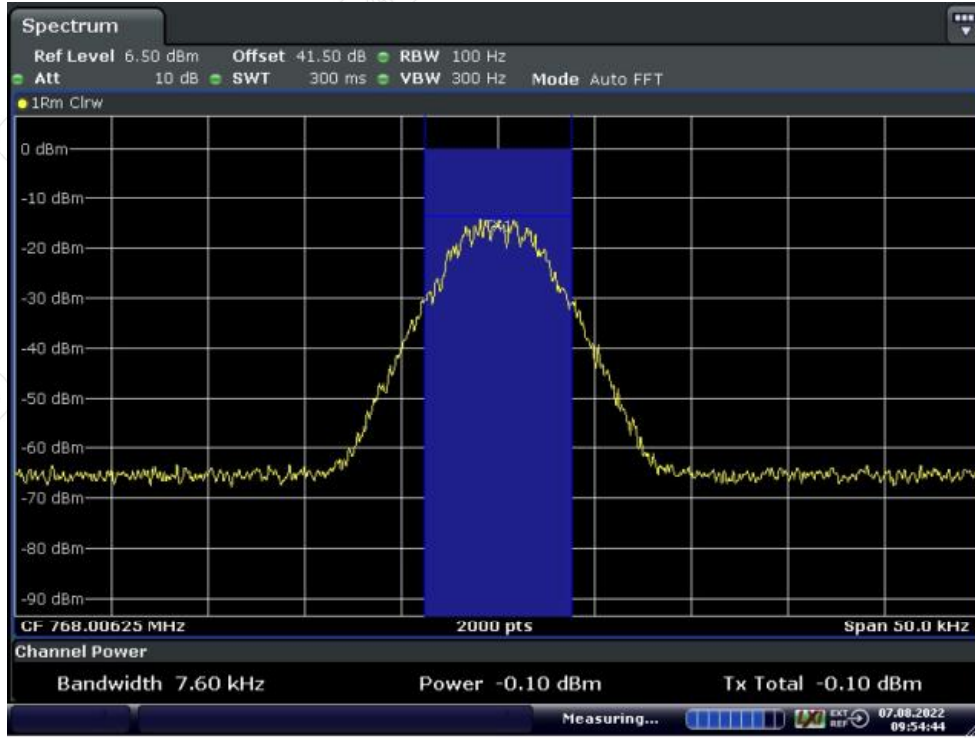 Spectrum
Ref Level 6.50 dBm Offset 41.50 dB RBW 100 Hz
Att 10 dB SWT 300 ms VBW 300 Hz Mode Auto FFT
1Rm Clrw
0 dBm
-10 dBm
-20 dBm
-30 dBm
-40 dBm
-50 dBm
-60 dBm
-70 dBm
-80 dBm
-90 dBm
CF 768.00625 MHz 2000 pts Span 50.0 kHz
Channel Power
Bandwidth 7.60 kHz Power -0.10 dBm Tx Total -0.10 dBm
Measuring... EXT REF 07.08.2022
09:54:44